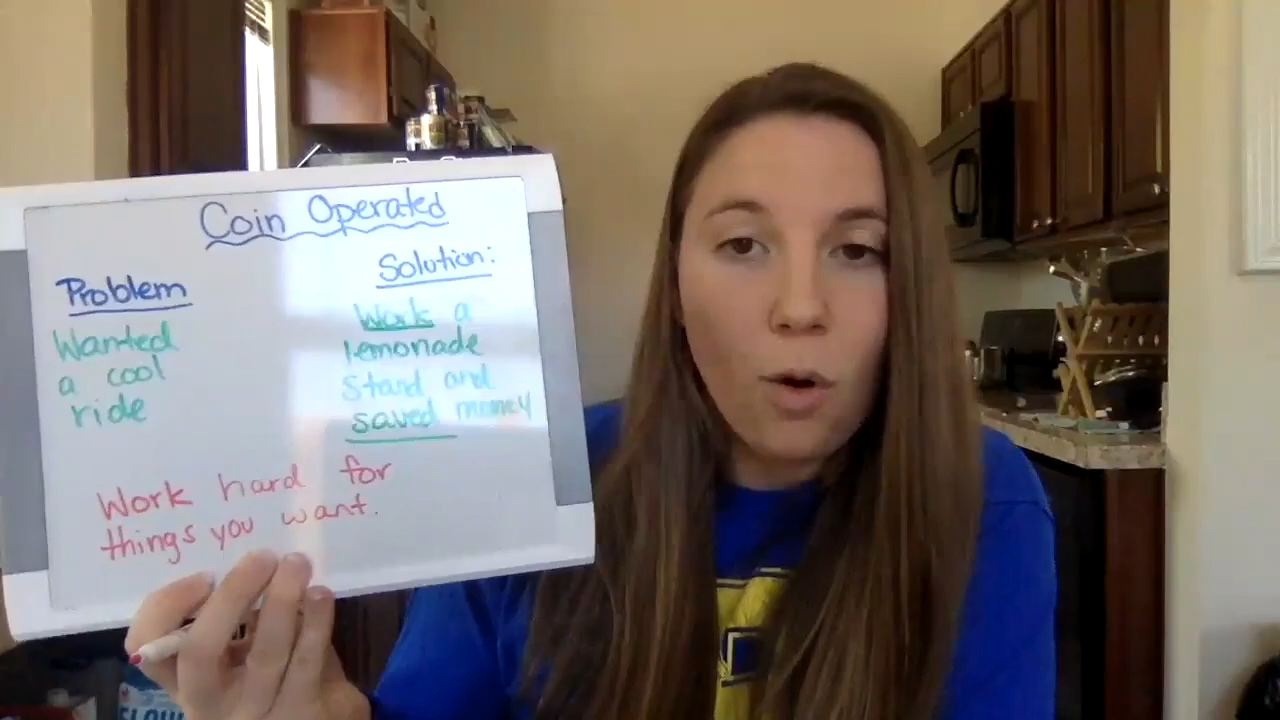 Coin Operated
Problem
Wanted
a cool
ride
Solution:
Work a
lemonade
stand and
saved money
Work hard for
things you want.